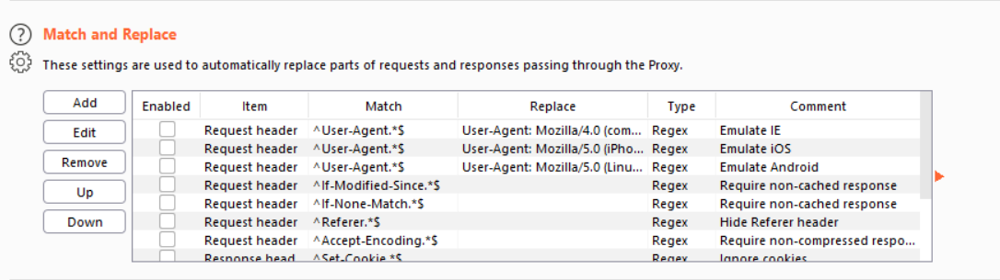 Match and Replace
These settings are used to automatically replace parts of requests and responses passing through the Proxy.
Add
Edit
Remove
Up
Down
Enabled Item Match Replace Type Comment
Request header ^User-Agent.*$ User-Agent: Mozilla/4.0 (com... Regex Emulate IE
Request header ^User-Agent.*$ User-Agent: Mozilla/5.0 (iPho... Regex Emulate iOS
Request header ^User-Agent.*$ User-Agent: Mozilla/5.0 (Linu... Regex Emulate Android
Request header ^If-Modified-Since.*$ Regex Require non-cached response
Request header ^If-None-Match.*$ Regex Require non-cached response
Request header ^Referer.*$ Regex Hide Referer header
Request header ^Accept-Encoding.*$ Regex Require non-compressed respo...
Response head ^Set-Cookie.*$ Regex Ignore cookies